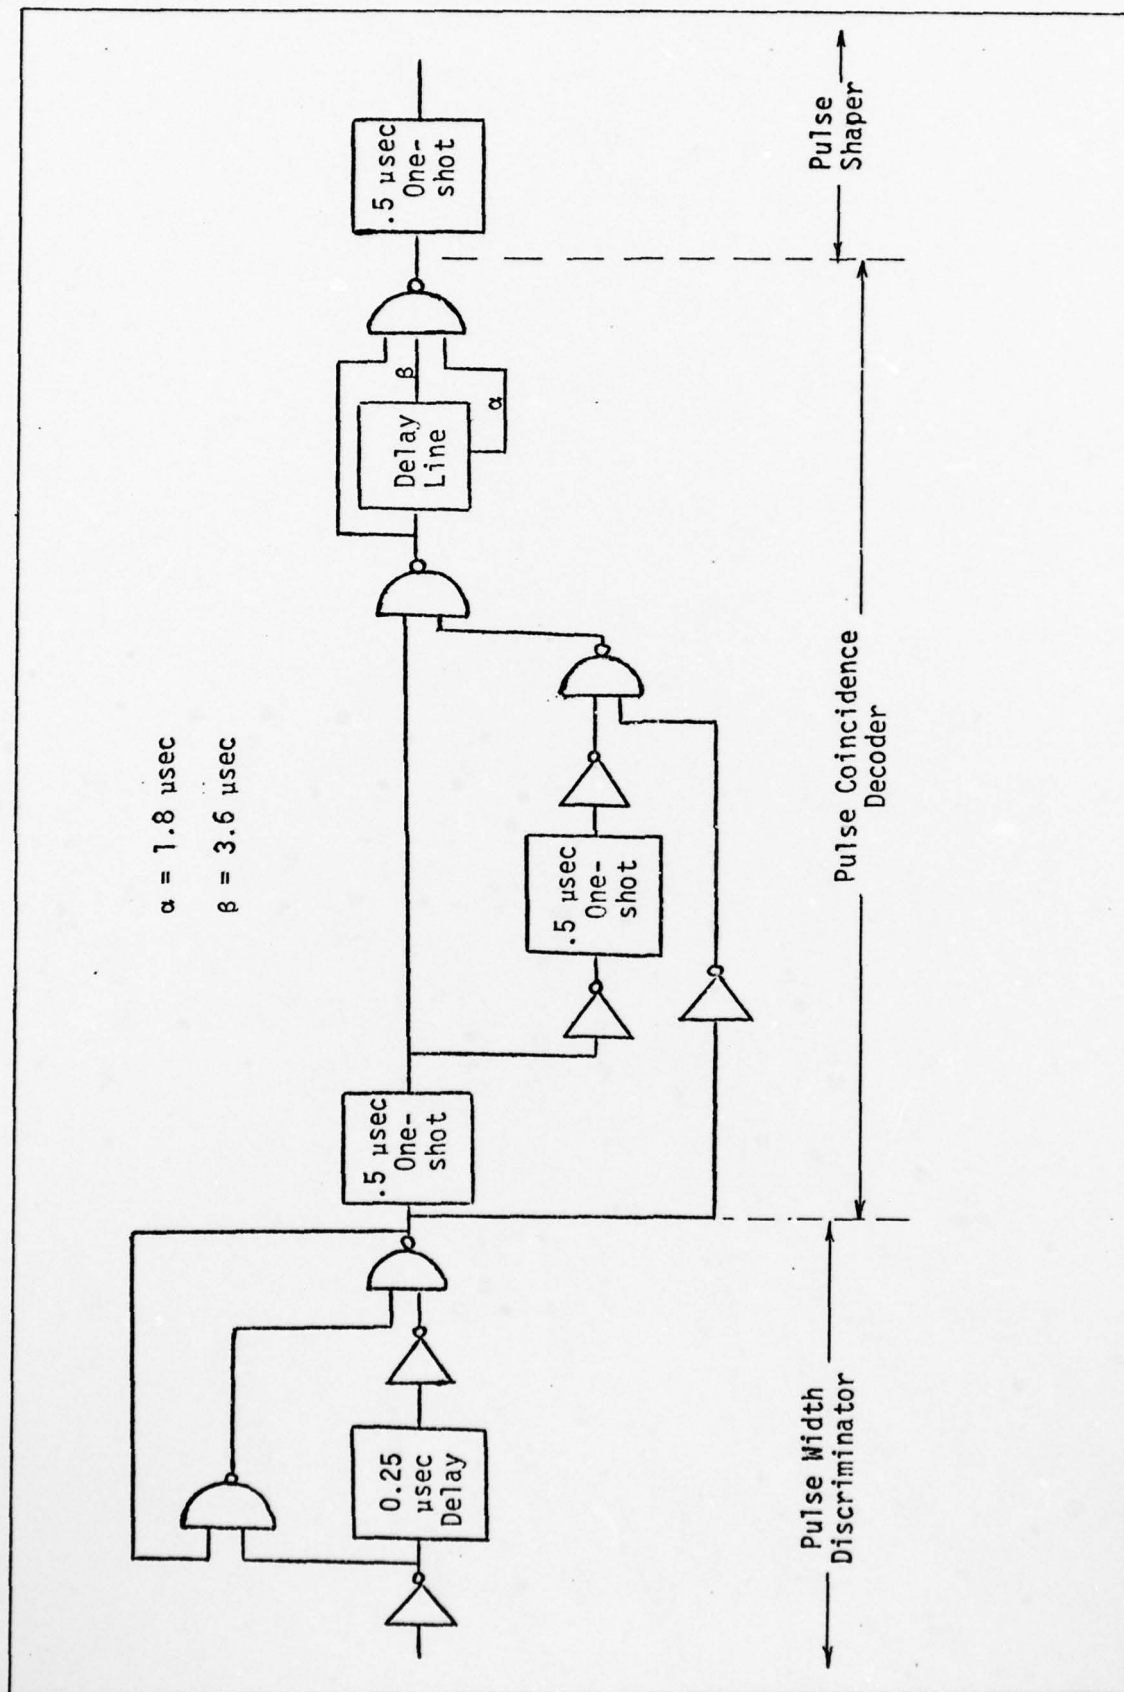 α = 1.8 μsec
β = 3.6 μsec
0.25
μsec
Delay
.5 μsec
One-
shot
.5 μsec
One-
shot
Delay
Line
β
α
.5 μsec
One-
shot
Pulse Width
Discriminator
Pulse Coincidence
Decoder
Pulse
Shaper